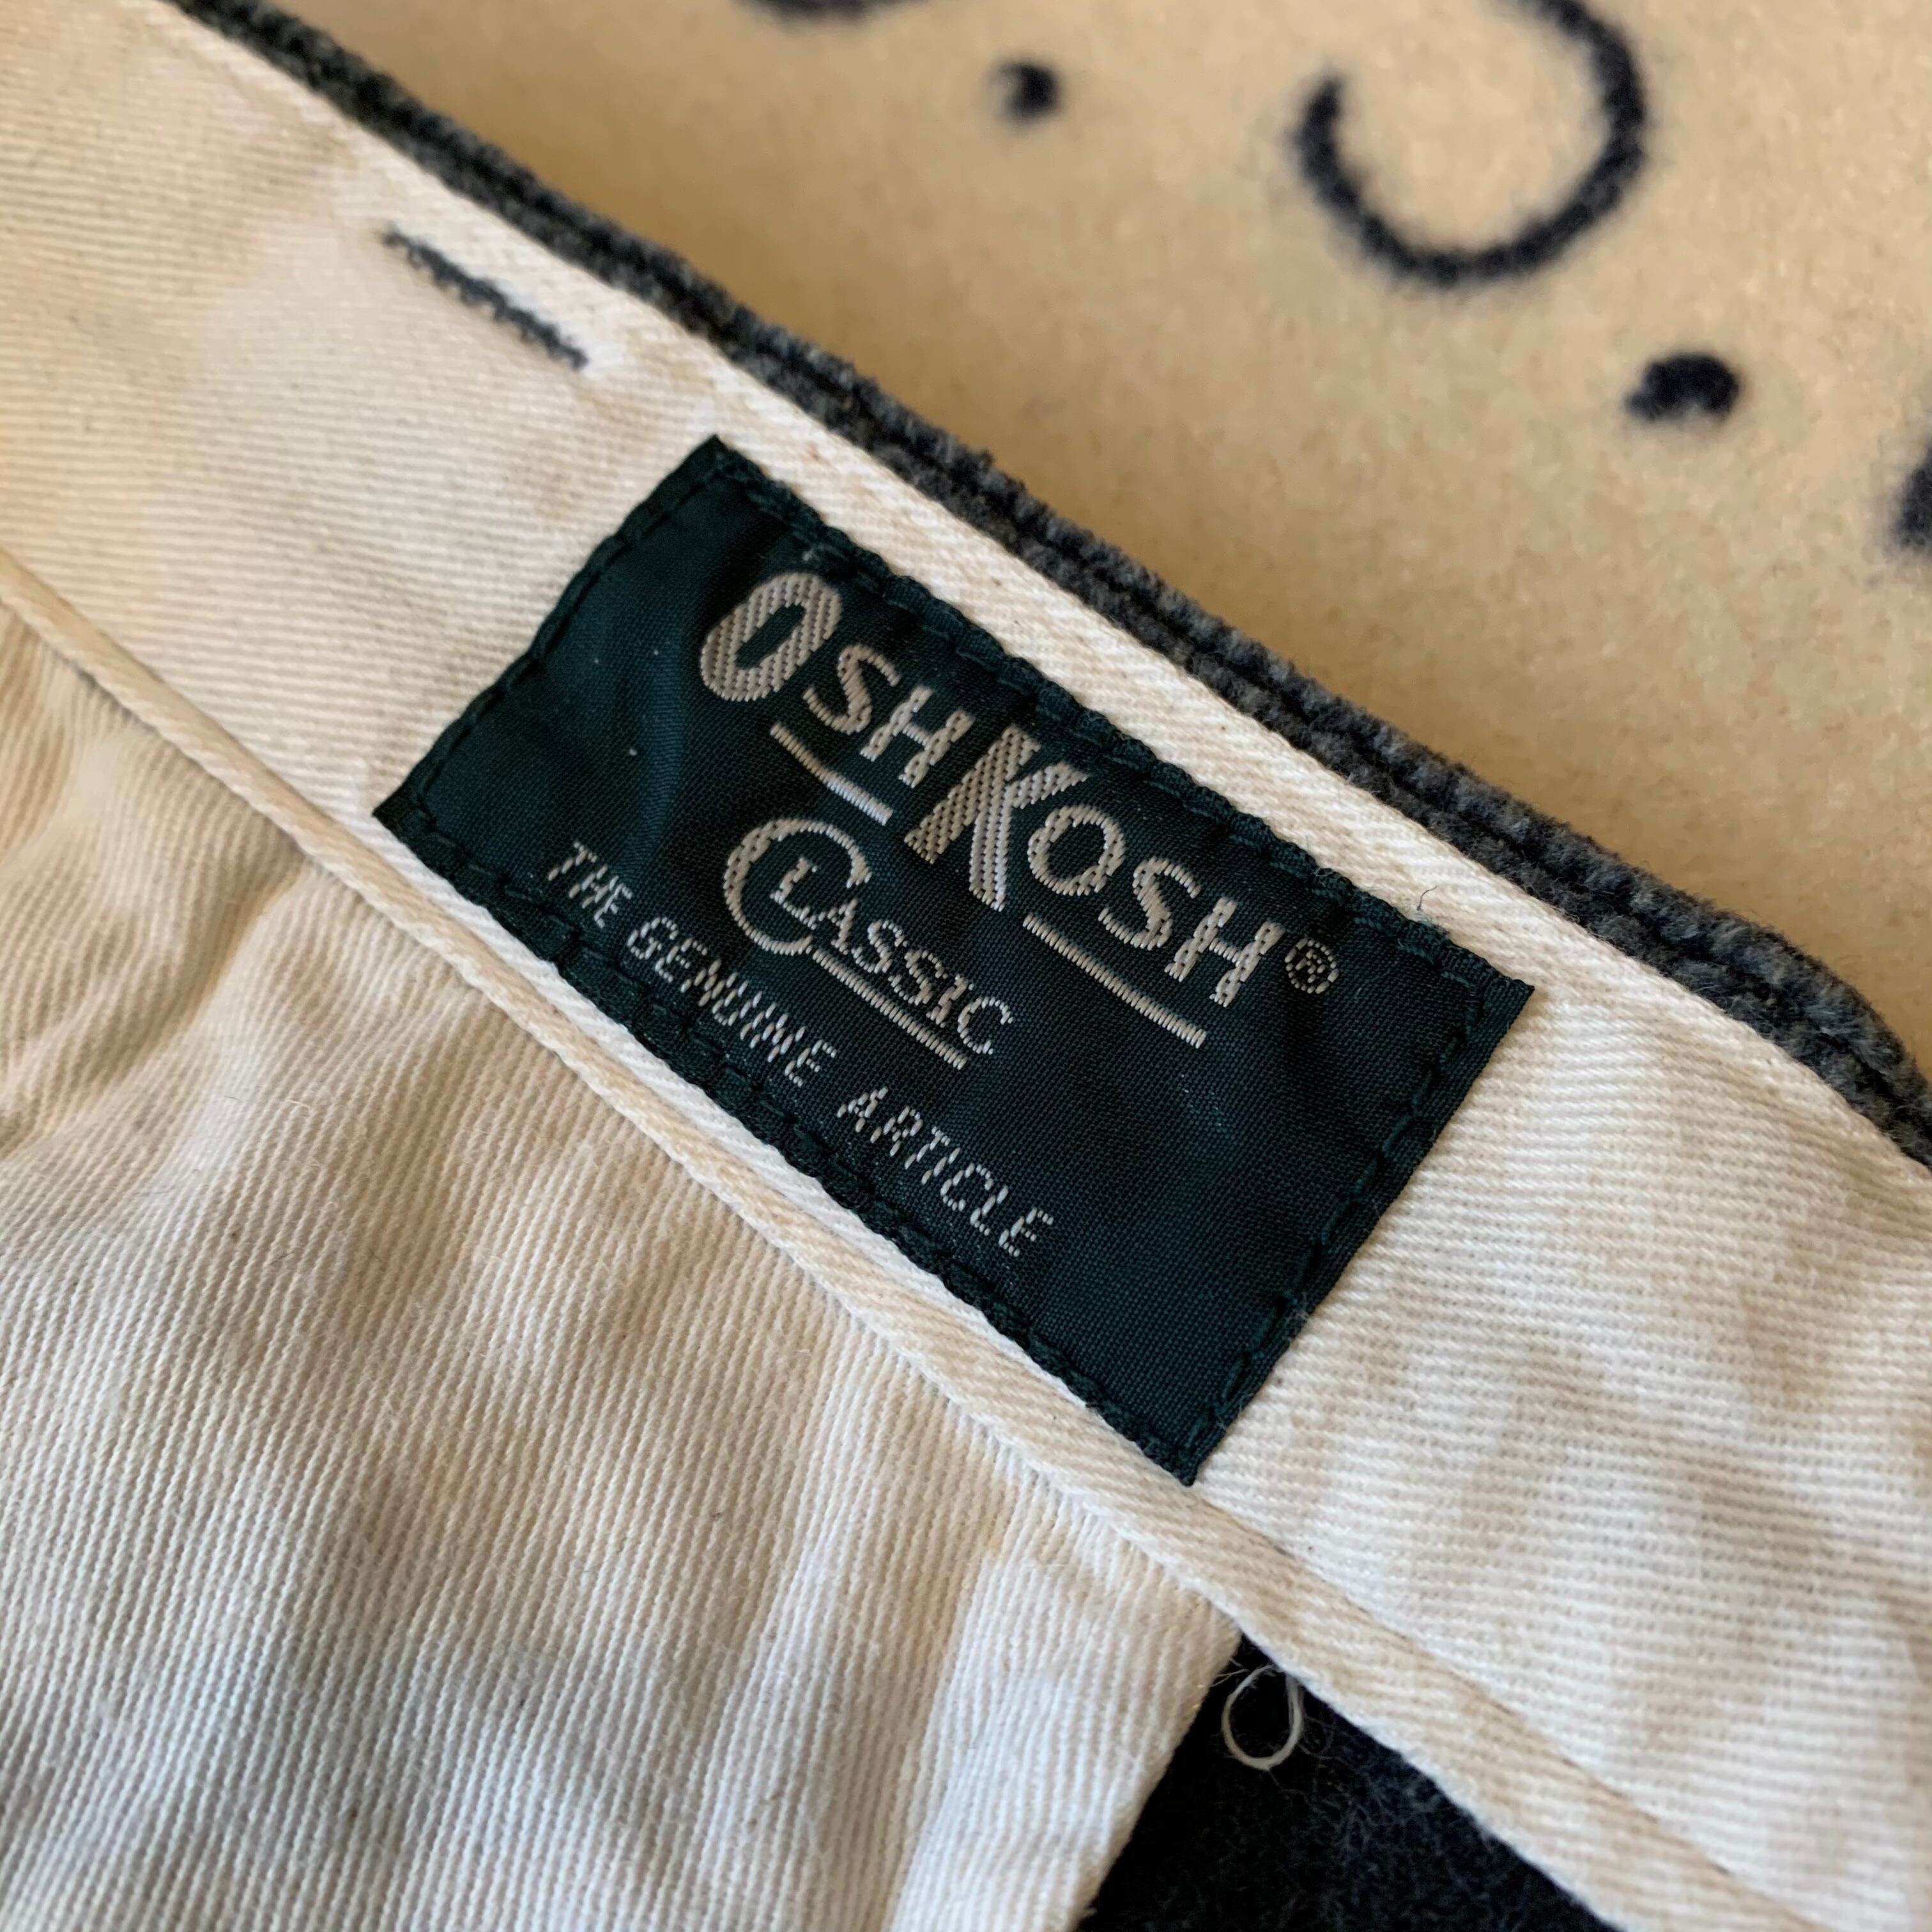 OSHKOSH®
CLASSIC
THE GENUINE ARTICLE